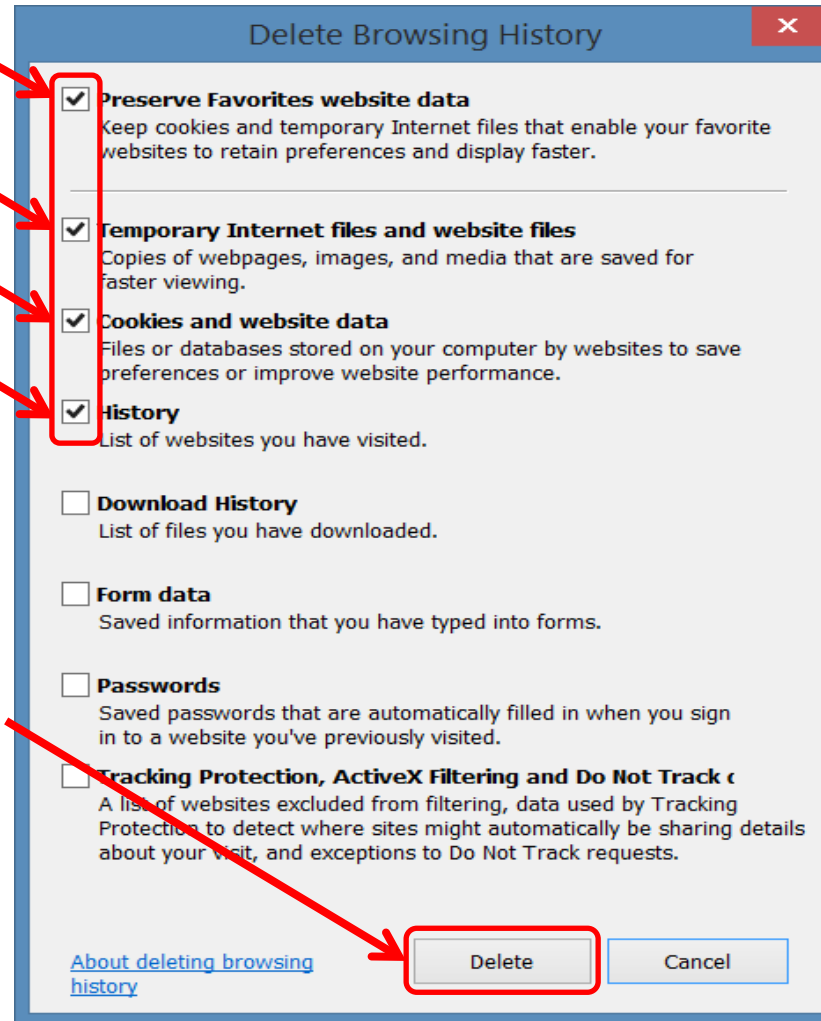 Delete Browsing History
Preserve Favorites website data
Keep cookies and temporary Internet files that enable your favorite
websites to retain preferences and display faster.
Temporary Internet files and website files
Copies of webpages, images, and media that are saved for
faster viewing.
Cookies and website data
Files or databases stored on your computer by websites to save
preferences or improve website performance.
History
List of websites you have visited.
Download History
List of files you have downloaded.
Form data
Saved information that you have typed into forms.
Passwords
Saved passwords that are automatically filled in when you sign
in to a website you've previously visited.
Tracking Protection, ActiveX Filtering and Do Not Track
A list of websites excluded from filtering, data used by Tracking
Protection to detect where sites might automatically be sharing details
about your visit, and exceptions to Do Not Track requests.
About deleting browsing
history
Delete
Cancel